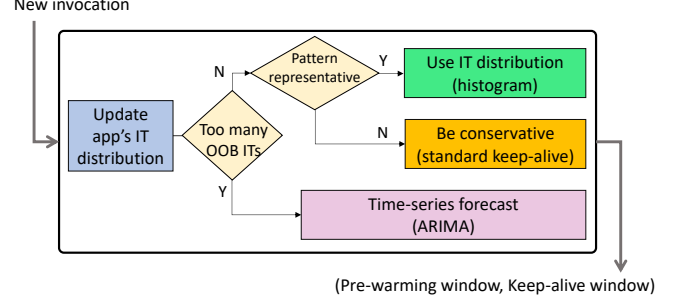 New invocation
Update
app's IT
distribution
Too many
OOB ITs
N
Y
Pattern
representative
Y
N
Use IT distribution
(histogram)
Be conservative
(standard keep-alive)
Time-series forecast
(ARIMA)
(Pre-warming window, Keep-alive window)